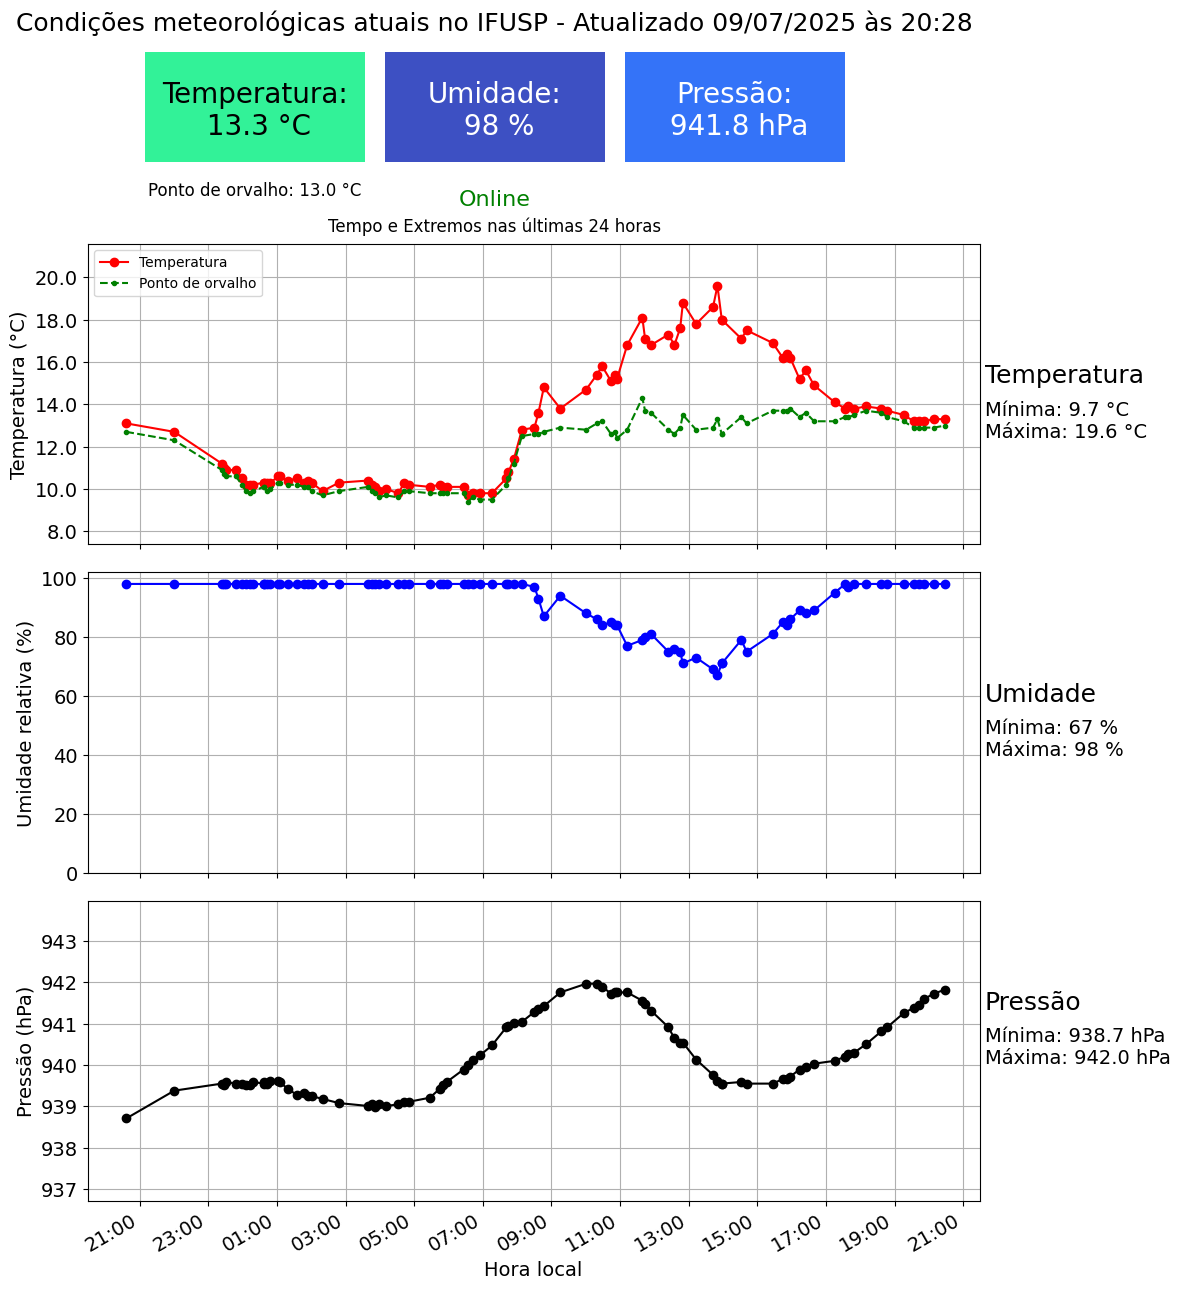 Condições meteorológicas atuais no IFUSP - Atualizado 09/07/2025 às 20:28
Temperatura:
13.3 °C
Umidade:
98 %
Pressão:
941.8 hPa
Ponto de orvalho: 13.0 °C
Online
Tempo e Extremos nas últimas 24 horas
Temperatura
Ponto de orvalho
Temperatura (°C)
20.0
18.0
16.0
14.0
12.0
10.0
8.0
Temperatura
Mínima: 9.7 °C
Máxima: 19.6 °C
Umidade relativa (%)
100
80
60
40
20
0
Umidade
Mínima: 67 %
Máxima: 98 %
Pressão (hPa)
943
942
941
940
939
938
937
Pressão
Mínima: 938.7 hPa
Máxima: 942.0 hPa
21:00
23:00
01:00
03:00
05:00
07:00
09:00
11:00
13:00
15:00
17:00
19:00
21:00
Hora local